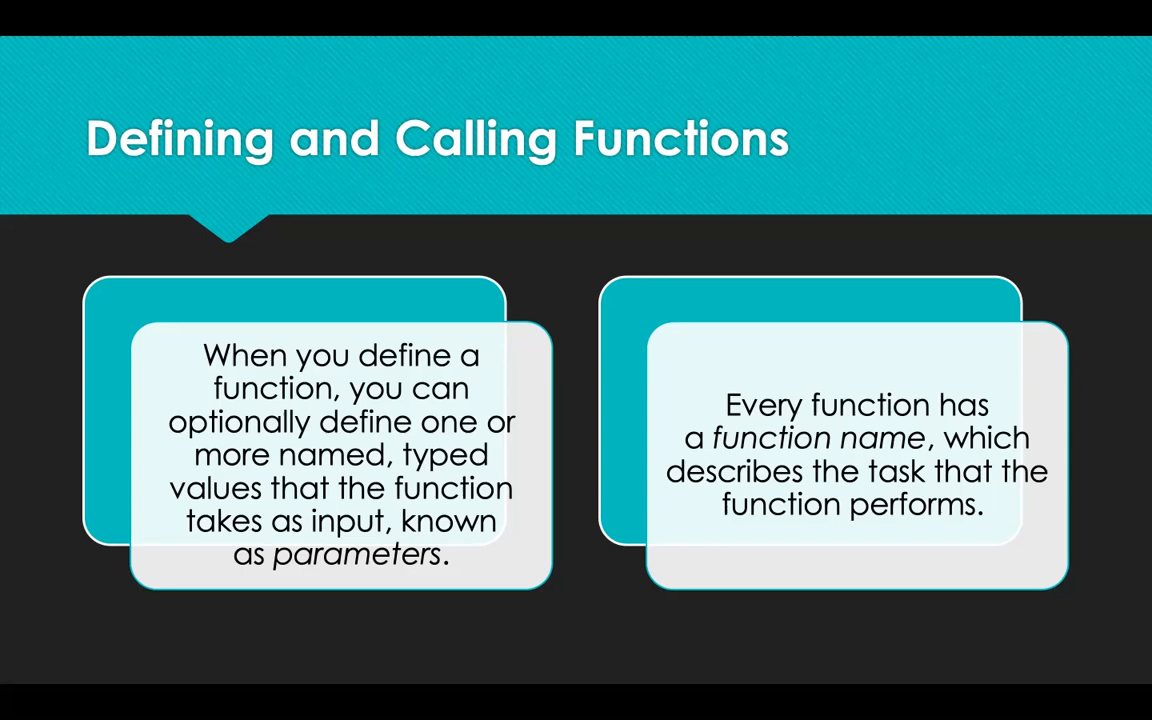 Defining and Calling Functions
When you define a
function, you can
optionally define one or
more named, typed
values that the function
takes as input, known
as parameters.
Every function has
a function name, which
describes the task that the
function performs.